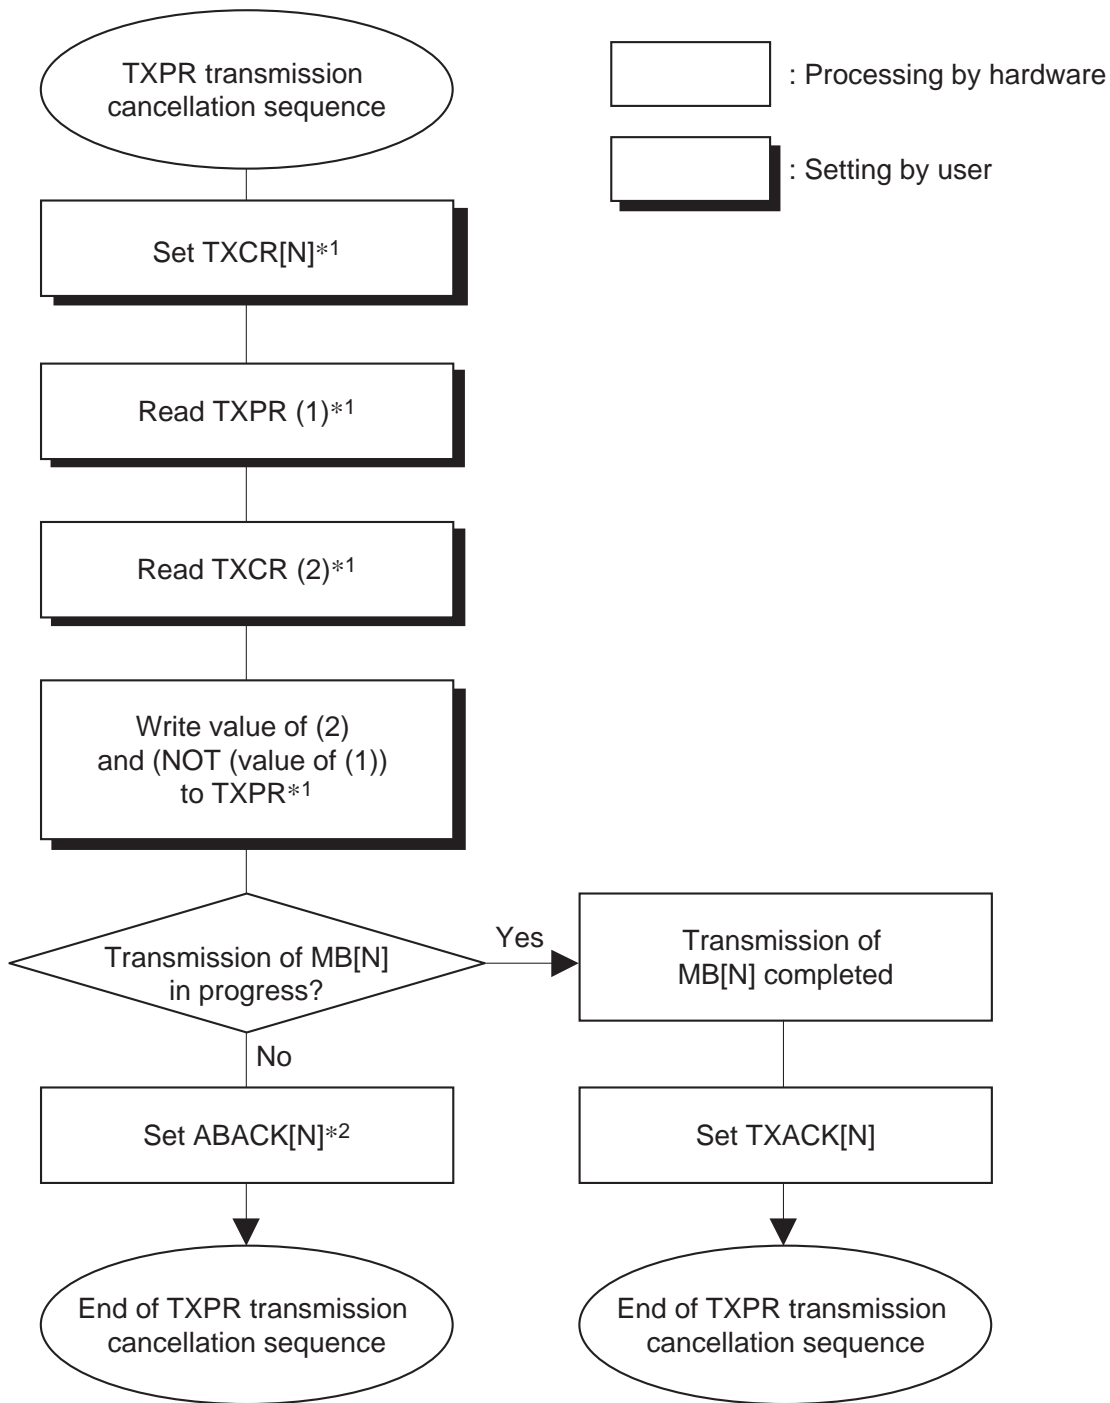 TXPR transmission
cancellation sequence
: Processing by hardware
: Setting by user
Set TXCR[N]*1
Read TXPR (1)*1
Read TXCR (2)*1
Write value of (2)
and (NOT (value of (1))
to TXPR*1
Transmission of MB[N]
in progress?
Yes
Transmission of
MB[N] completed
No
Set ABACK[N]*2
Set TXACK[N]
End of TXPR transmission
cancellation sequence
End of TXPR transmission
cancellation sequence